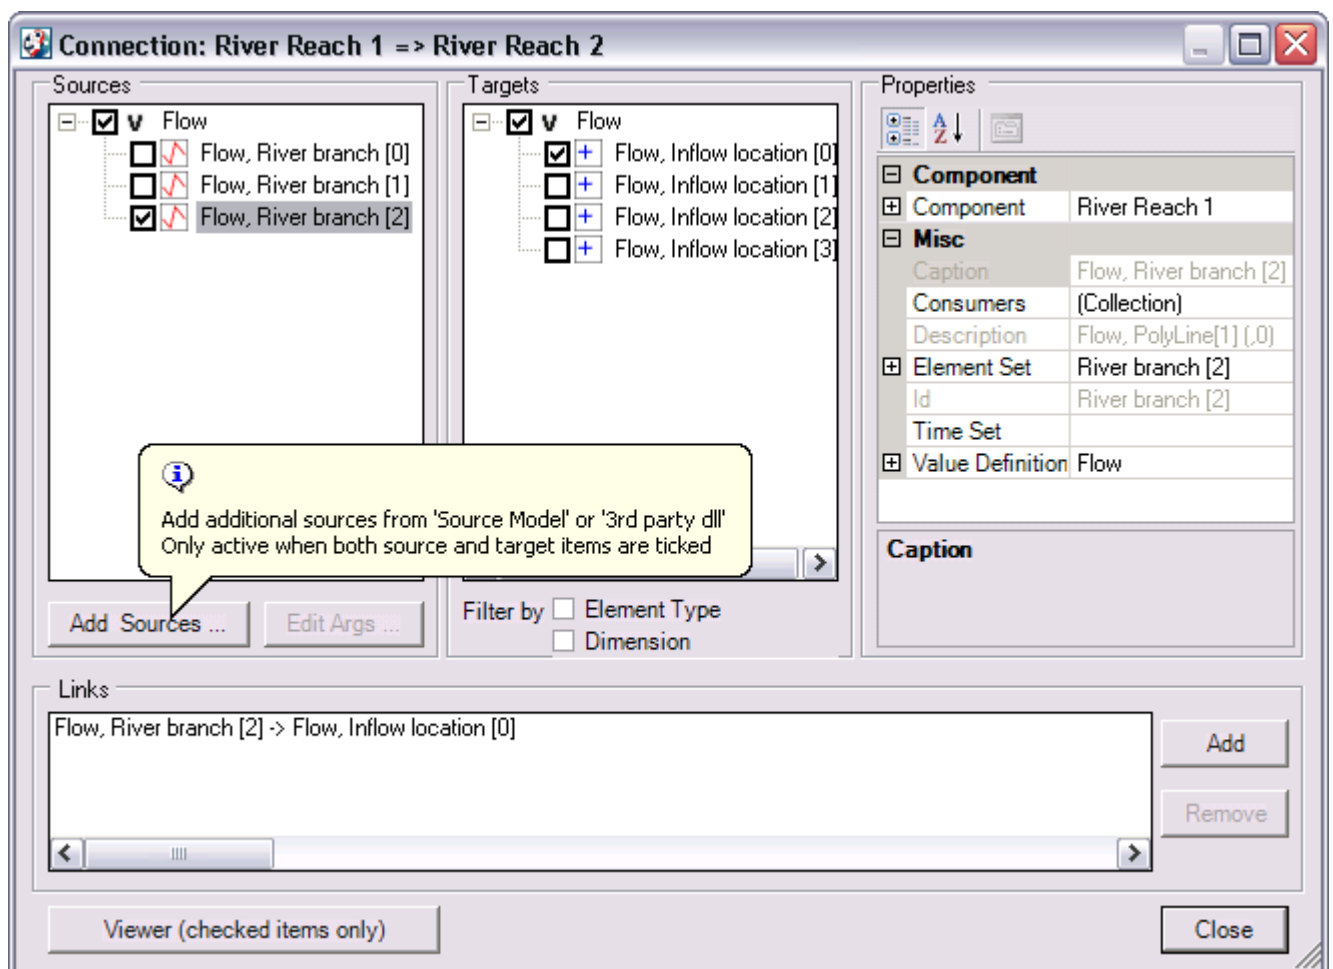 Connection: River Reach 1 => River Reach 2
Sources
v Flow
Flow, River branch [0]
Flow, River branch [1]
Flow, River branch [2]
Add Sources ...
Edit Args ...
Targets
v Flow
Flow, Inflow location [0]
Flow, Inflow location [1]
Flow, Inflow location [2]
Flow, Inflow location [3]
Filter by
Element Type
Dimension
Add additional sources from 'Source Model' or '3rd party dll'
Only active when both source and target items are ticked
Properties
Component
Component River Reach 1
Misc
Caption Flow, River branch [2]
Consumers (Collection)
Description Flow, PolyLine[1] (,0)
Element Set River branch [2]
Id River branch [2]
Time Set
Value Definition Flow
Caption
Links
Flow, River branch [2] -> Flow, Inflow location [0]
Add
Remove
Viewer (checked items only)
Close